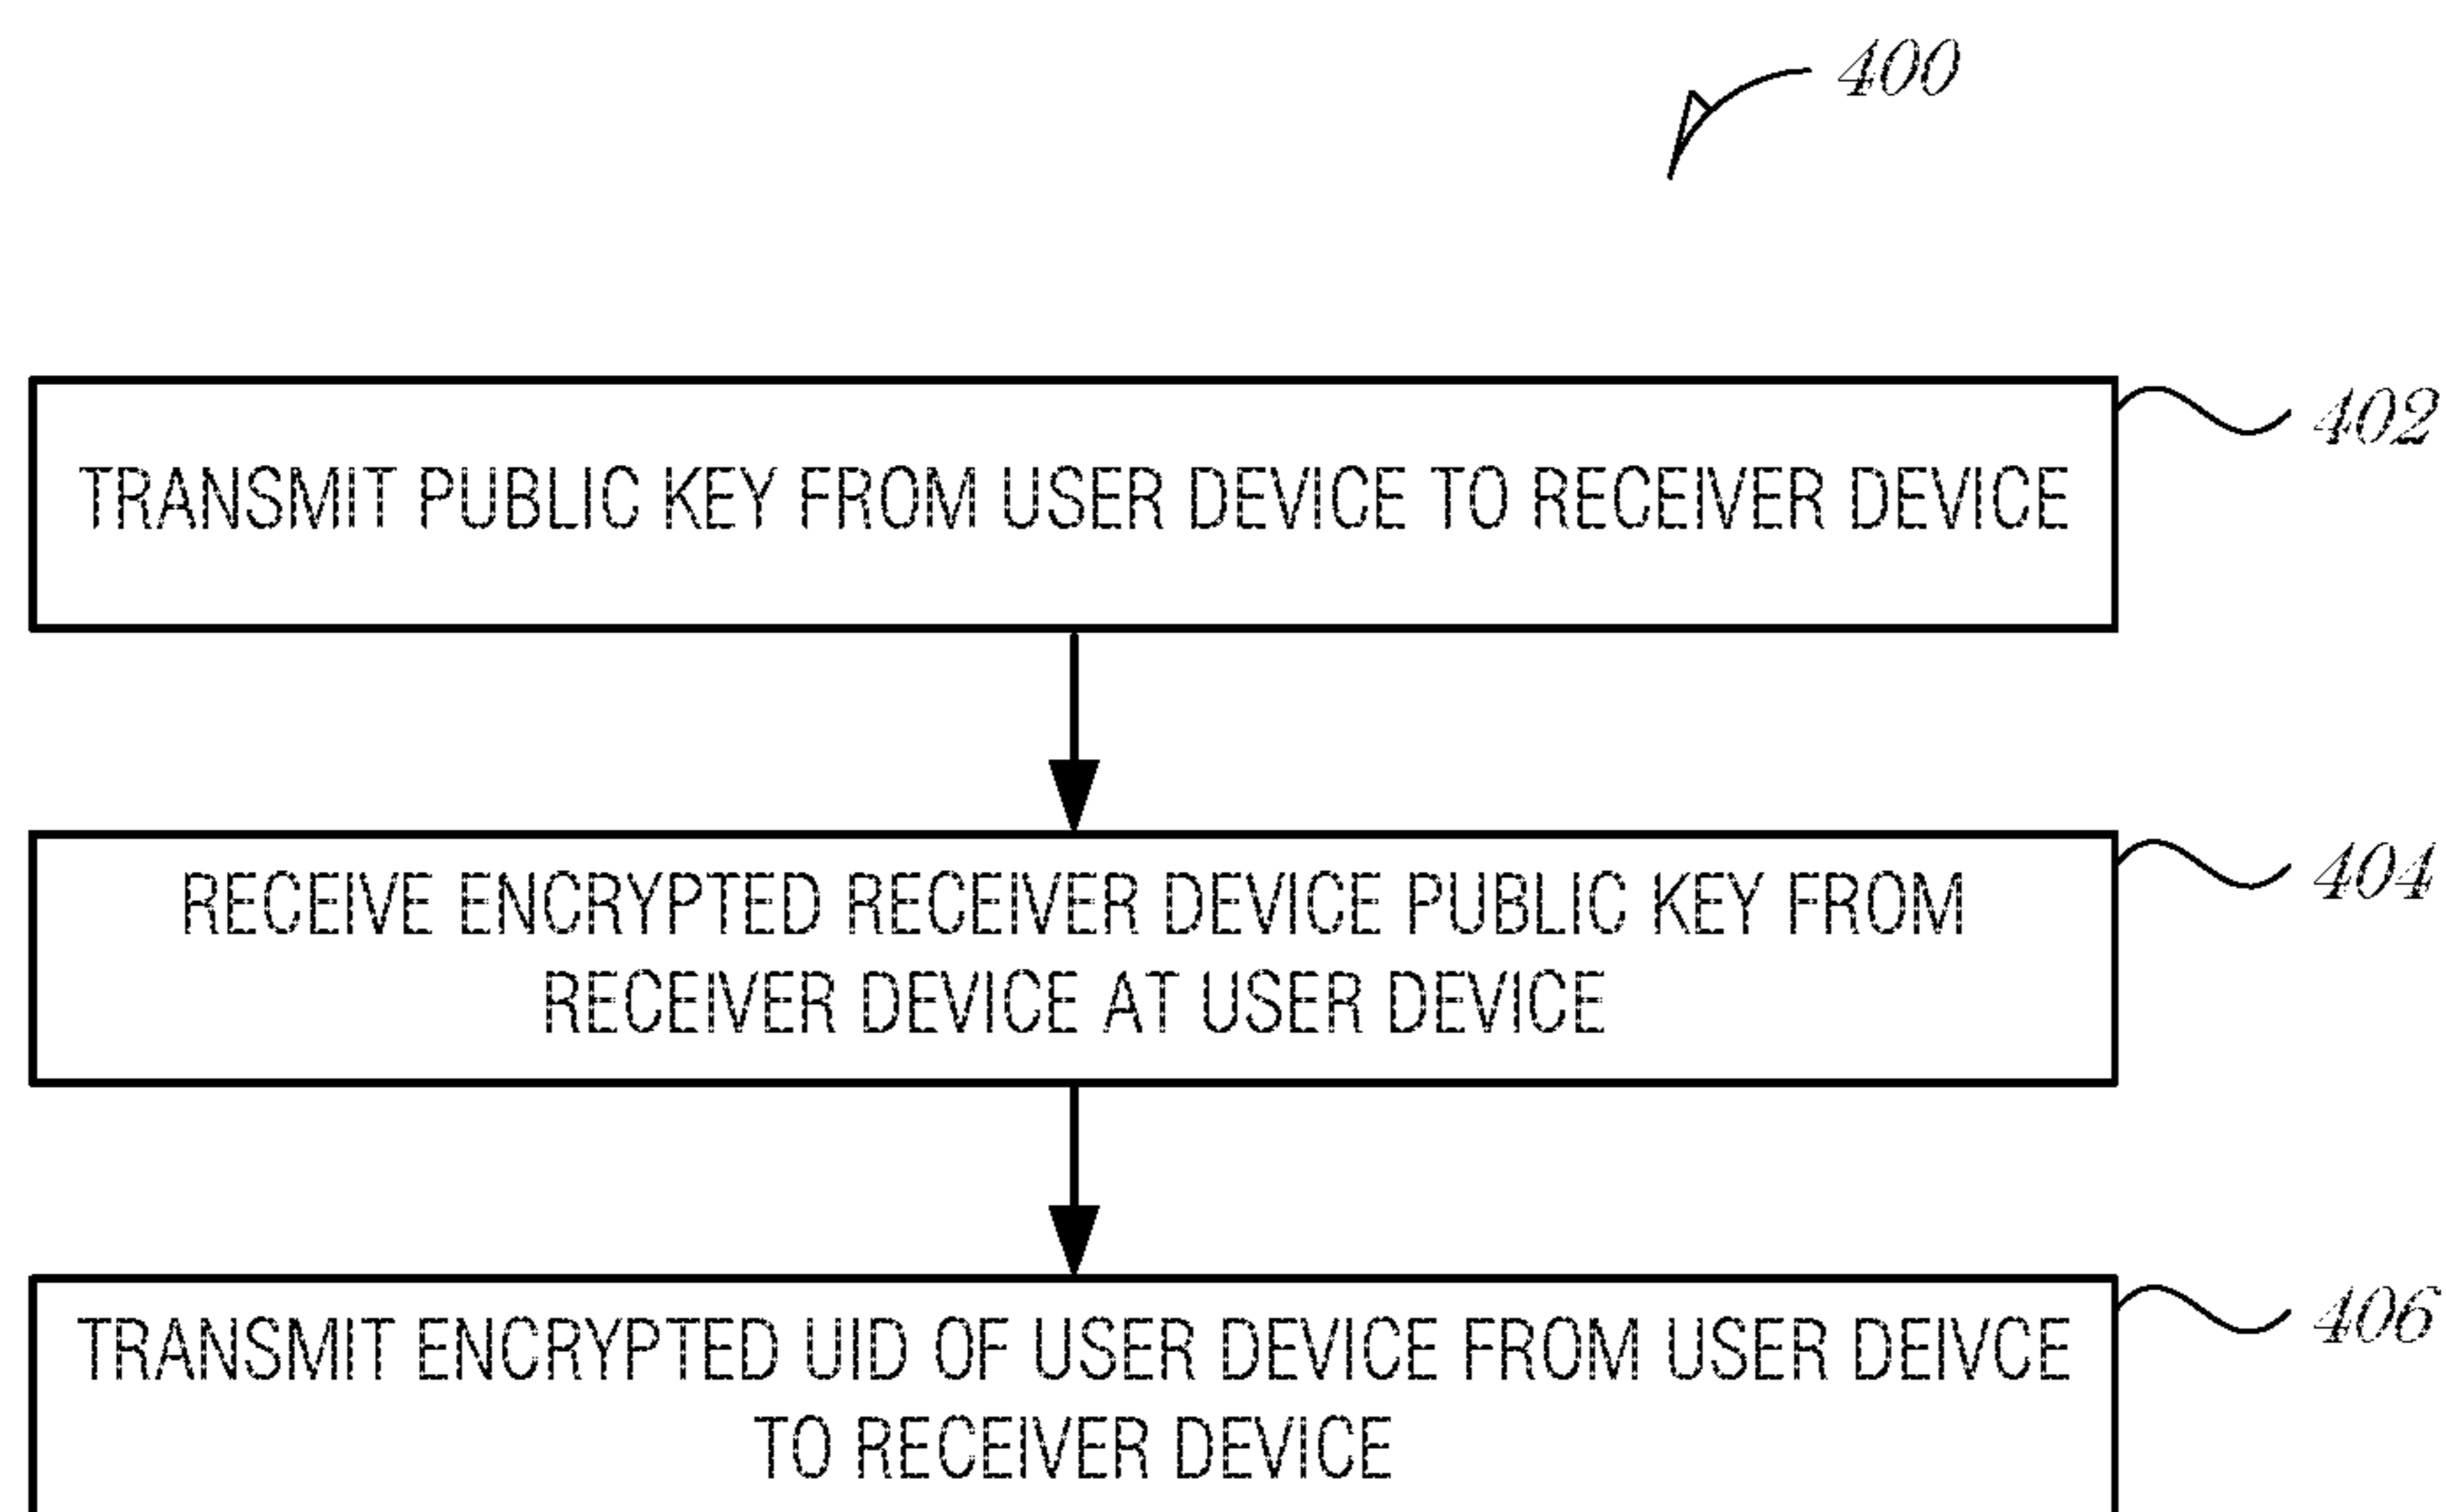 400
402
TRANSMIT PUBLIC KEY FROM USER DEVICE TO RECEIVER DEVICE
404
RECEIVE ENCRYPTED RECEIVER DEVICE PUBLIC KEY FROM
RECEIVER DEVICE AT USER DEVICE
406
TRANSMIT ENCRYPTED UID OF USER DEVICE FROM USER DEIVCE
TO RECEIVER DEVICE